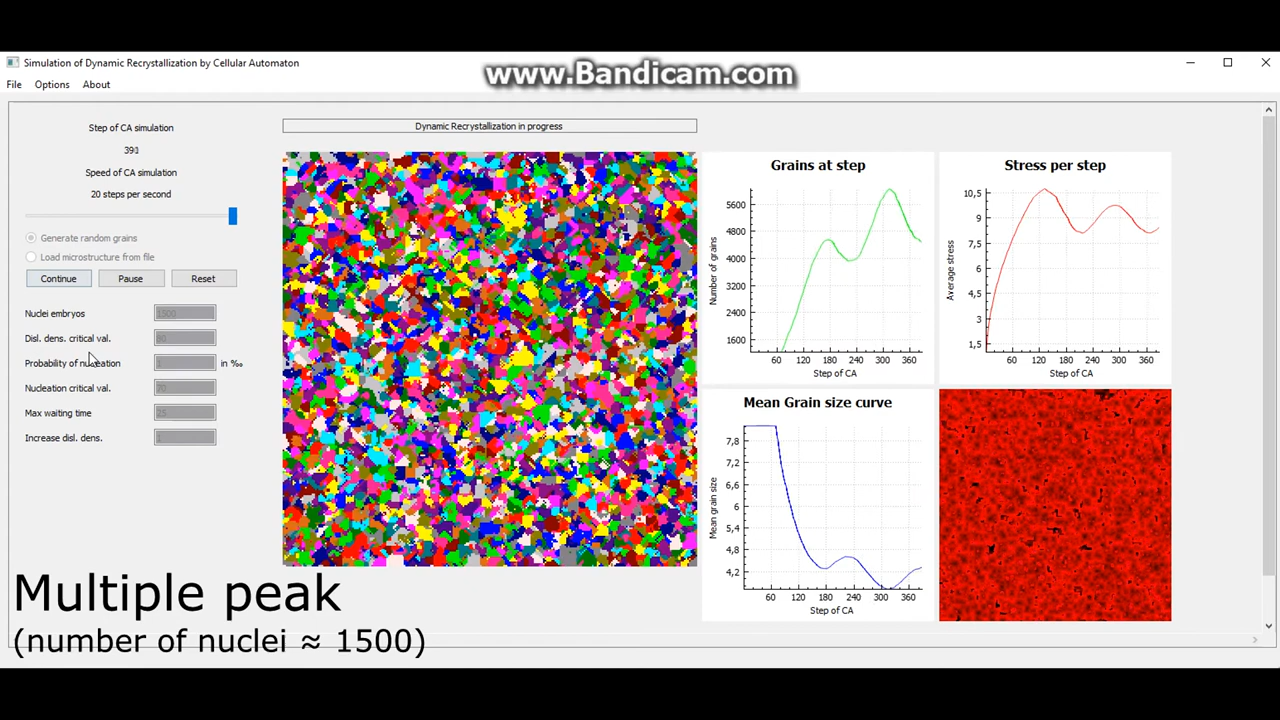 www.Bandicam.com
Simulation of Dynamic Recrystallization by Cellular Automaton
File Options About
Step of CA simulation
391
Speed of CA simulation
20 steps per second
Generate random grains
Load microstructure from file
Continue Pause Reset
Nuclei embryos 1500
Disl. dens. critical val. 80
Probability of nucleation 1 in ‰
Nucleation critical val. 70
Max waiting time 25
Increase disl. dens. 1
Dynamic Recrystallization in progress
Grains at step
Number of grains
5600
4800
4000
3200
2400
1600
60 120 180 240 300 360
Step of CA
Stress per step
Average stress
10,5
9
7,5
6
4,5
3
1,5
60 120 180 240 300 360
Step of CA
Mean Grain size curve
Mean grain size
7,8
7,2
6,6
6
5,4
4,8
4,2
60 120 180 240 300 360
Step of CA
Multiple peak
(number of nuclei ≈ 1500)